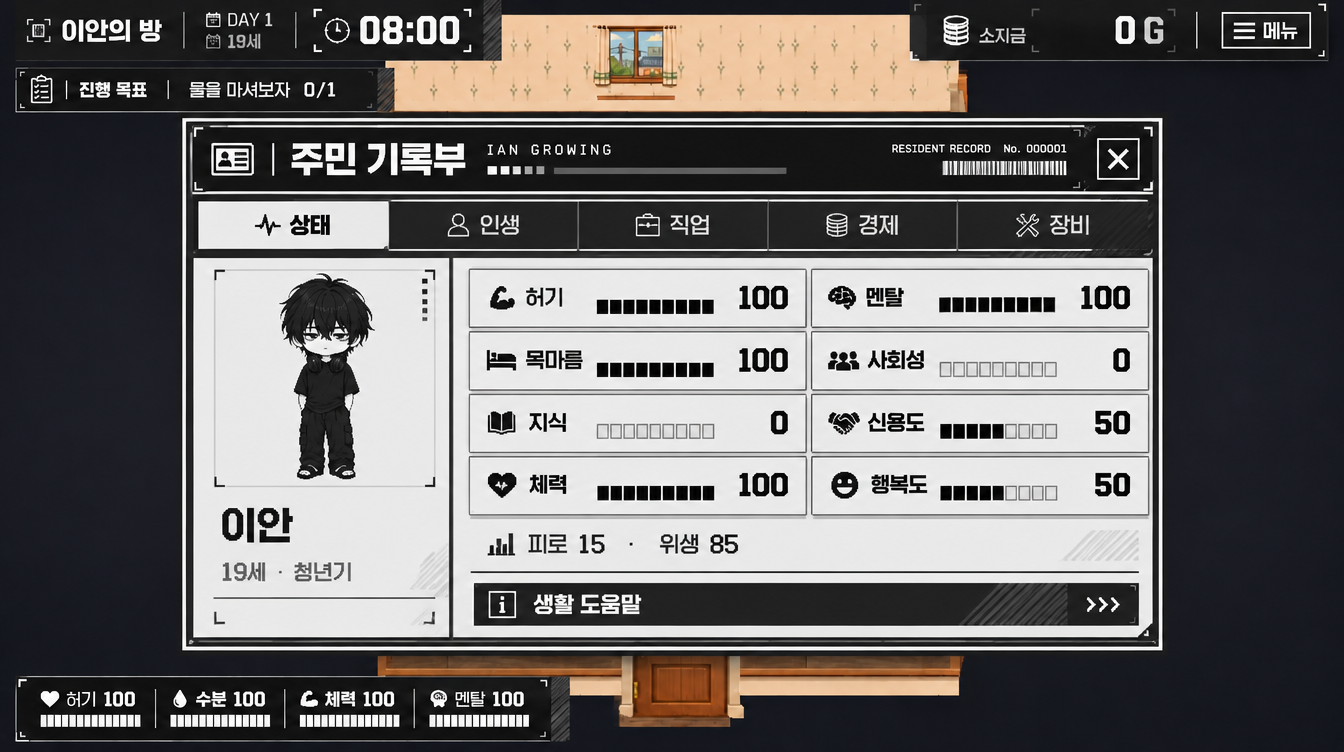 이안의 방
DAY 1
19세
08:00
소지금 0 G
메뉴
진행 목표 물을 마셔보자 0/1
주민 기록부
IAN GROWING
RESIDENT RECORD No. 000001
상태 인생 직업 경제 장비
허기 100
멘탈 100
목마름 100
사회성 0
지식 0
신용도 50
체력 100
행복도 50
피로 15 · 위생 85
이안
19세 · 청년기
생활 도움말 >>>
허기 100 수분 100 체력 100 멘탈 100